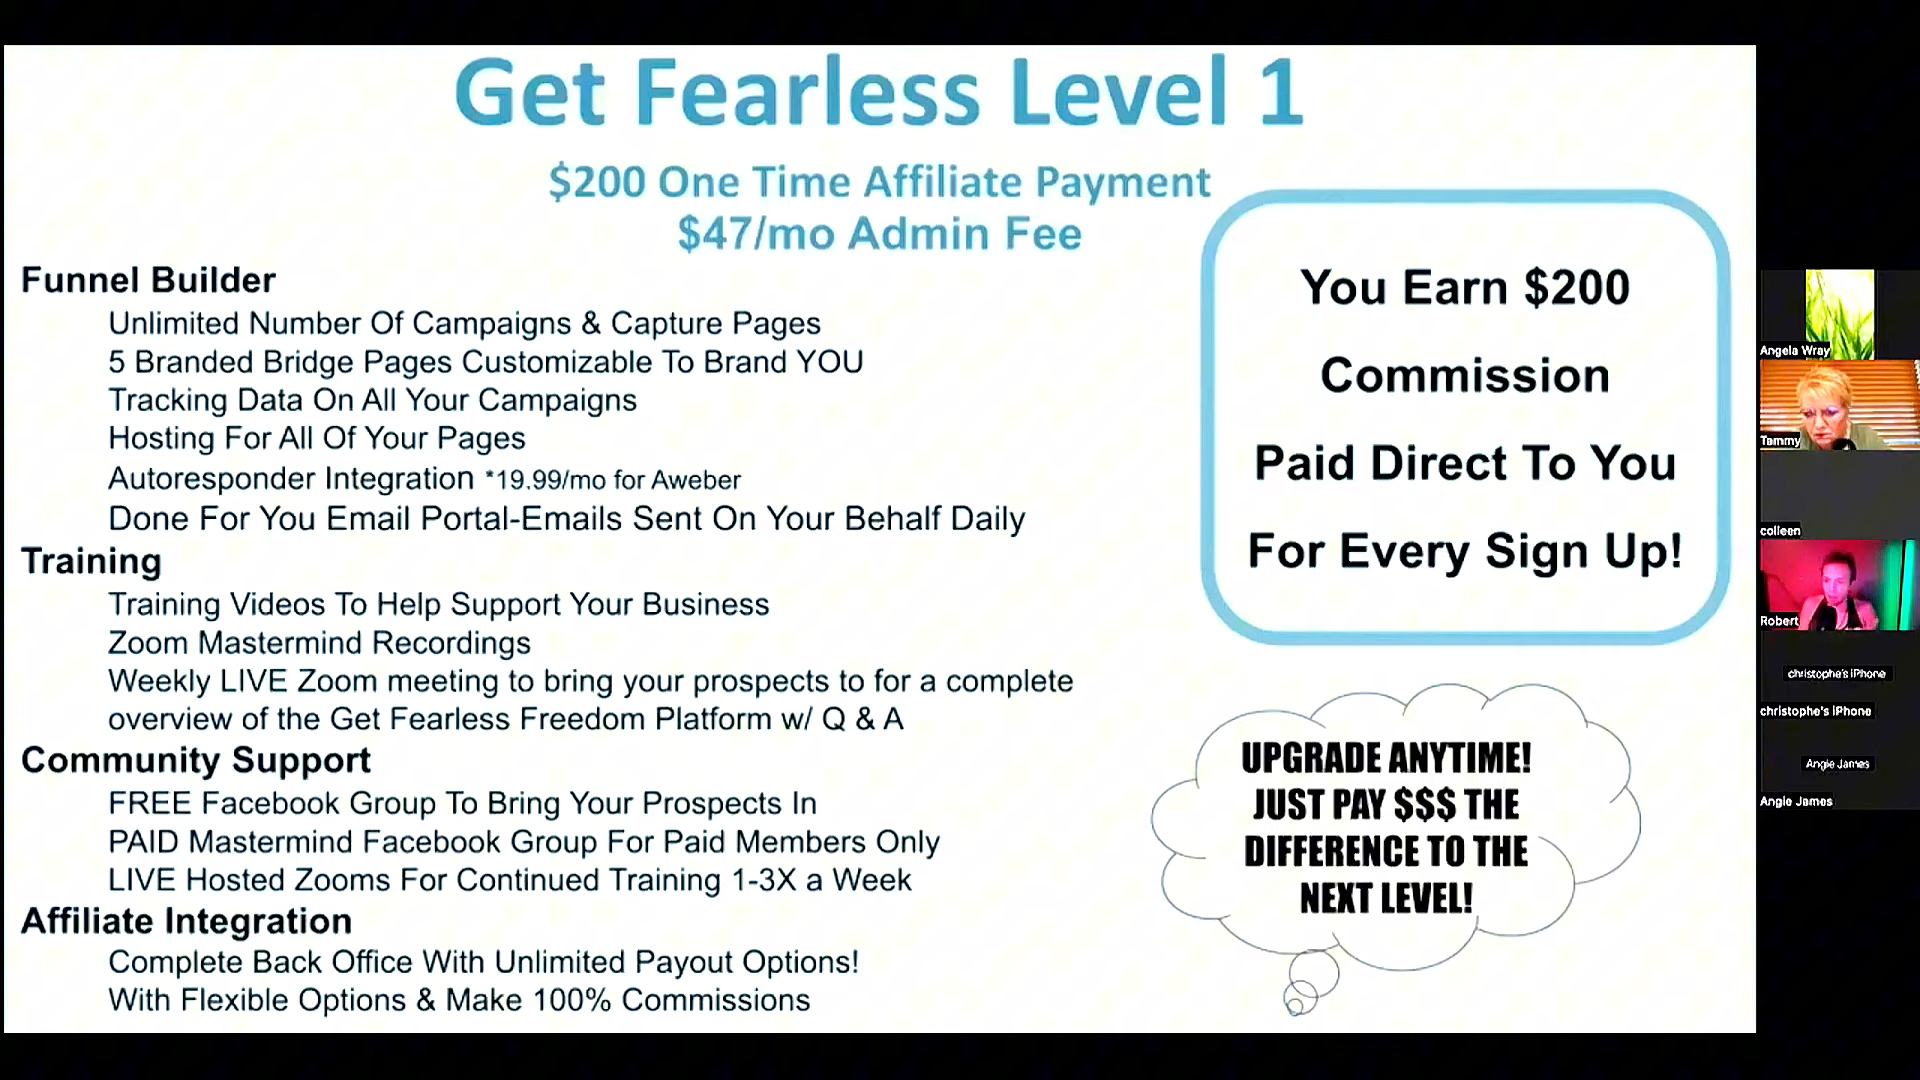 Get Fearless Level 1
$200 One Time Affiliate Payment
$47/mo Admin Fee
Funnel Builder
Unlimited Number Of Campaigns & Capture Pages
5 Branded Bridge Pages Customizable To Brand YOU
Tracking Data On All Your Campaigns
Hosting For All Of Your Pages
Autoresponder Integration *19.99/mo for Aweber
Done For You Email Portal-Emails Sent On Your Behalf Daily
Training
Training Videos To Help Support Your Business
Zoom Mastermind Recordings
Weekly LIVE Zoom meeting to bring your prospects to for a complete
overview of the Get Fearless Freedom Platform w/ Q & A
Community Support
FREE Facebook Group To Bring Your Prospects In
PAID Mastermind Facebook Group For Paid Members Only
LIVE Hosted Zooms For Continued Training 1-3X a Week
Affiliate Integration
Complete Back Office With Unlimited Payout Options!
With Flexible Options & Make 100% Commissions
You Earn $200
Commission
Paid Direct To You
For Every Sign Up!
UPGRADE ANYTIME!
JUST PAY $$$ THE
DIFFERENCE TO THE
NEXT LEVEL!
Angela Wray
Tammy
colleen
Robert
christophe's iPhone
christophe's iPhone
Angie James
Angie James